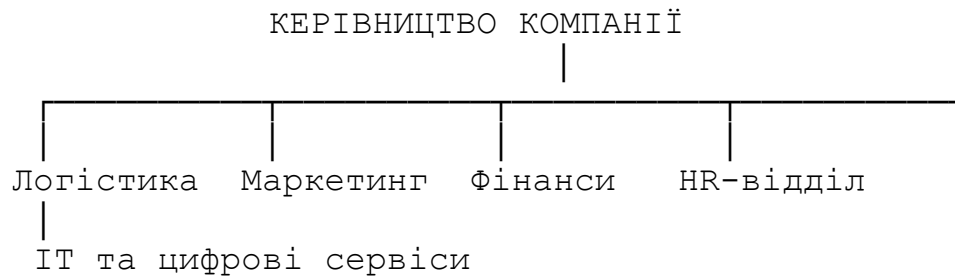 КЕРІВНИЦТВО КОМПАНІЇ
Логістика Маркетинг Фінанси HR-відділ
ІТ та цифрові сервіси